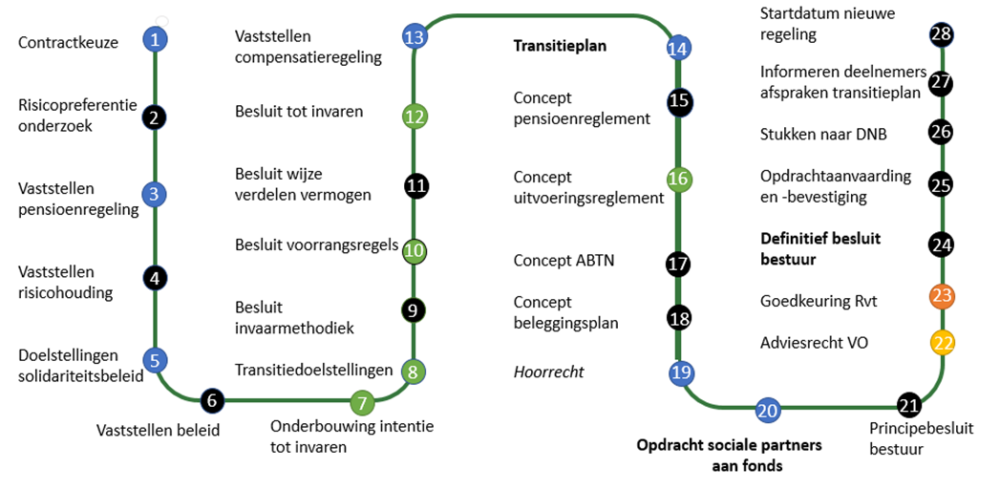 Contractkeuze
1
Risicopreferentie
onderzoek
2
Vaststellen
pensioenregeling
3
Vaststellen
risicohouding
4
Doelstellingen
solidariteitsbeleid
5
6
Vaststellen beleid
7
Onderbouwing intentie
tot invaren
Transitiedoelstellingen
8
Besluit
invaarmethodiek
9
Besluit voorrangsregels
10
Besluit wijze
verdelen vermogen
11
Besluit tot invaren
12
Vaststellen
compensatieregeling
13
Transitieplan
14
Concept
pensioenreglement
15
Concept
uitvoeringsreglement
16
Concept ABTN
17
Concept
beleggingsplan
18
Hoorrecht
19
20
Opdracht sociale partners
aan fonds
21
Principebesluit
bestuur
Adviesrecht VO
22
Goedkeuring Rvt
23
Definitief besluit
bestuur
24
Opdrachtaanvaarding
en -bevestiging
25
Stukken naar DNB
26
Informeren deelnemers
afspraken transitieplan
27
Startdatum nieuwe
regeling
28